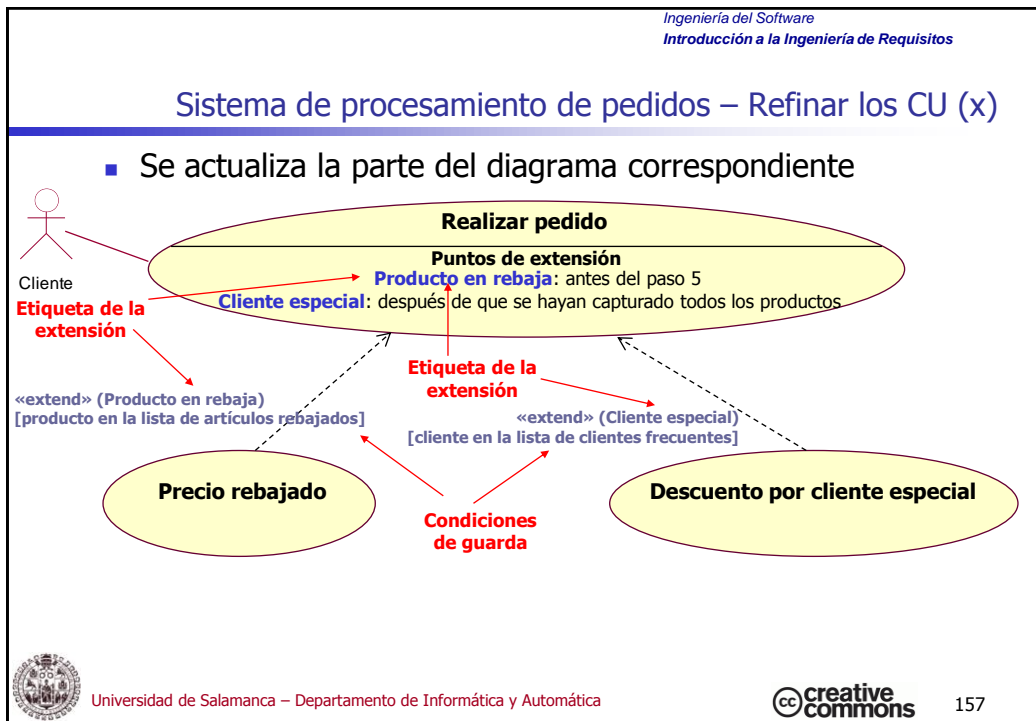 Ingeniería del Software
Introducción a la Ingeniería de Requisitos
Sistema de procesamiento de pedidos – Refinar los CU (x)
Se actualiza la parte del diagrama correspondiente
Cliente
Realizar pedido
Puntos de extensión
Producto en rebaja: antes del paso 5
Cliente especial: después de que se hayan capturado todos los productos
Etiqueta de la
extensión
Etiqueta de la
extensión
«extend» (Producto en rebaja)
[producto en la lista de artículos rebajados]
«extend» (Cliente especial)
[cliente en la lista de clientes frecuentes]
Precio rebajado
Descuento por cliente especial
Condiciones
de guarda
Universidad de Salamanca – Departamento de Informática y Automática
cc creative
commons
157